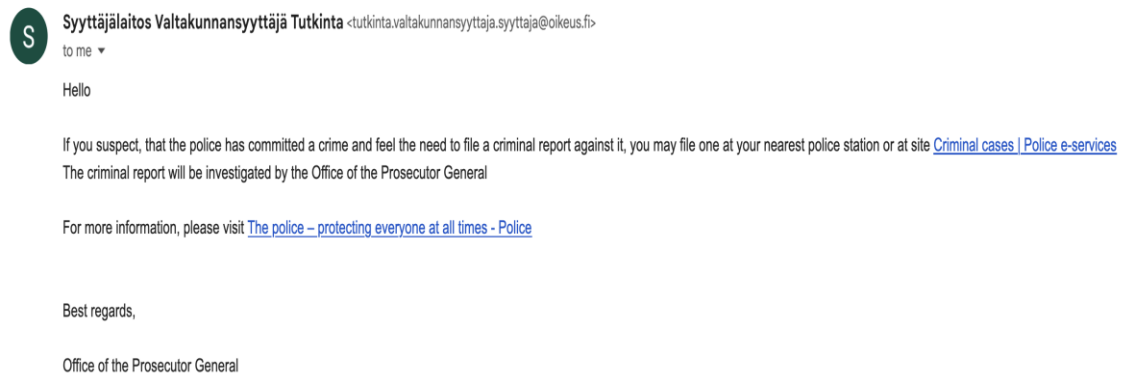 S
Syyttäjälaitos Valtakunnansyyttäjä Tutkinta <tutkinta.valtakunnansyyttaja.syyttaja@oikeus.fi>
to me
Hello
If you suspect, that the police has committed a crime and feel the need to file a criminal report against it, you may file one at your nearest police station or at site Criminal cases | Police e-services
The criminal report will be investigated by the Office of the Prosecutor General
For more information, please visit The police – protecting everyone at all times - Police
Best regards,
Office of the Prosecutor General